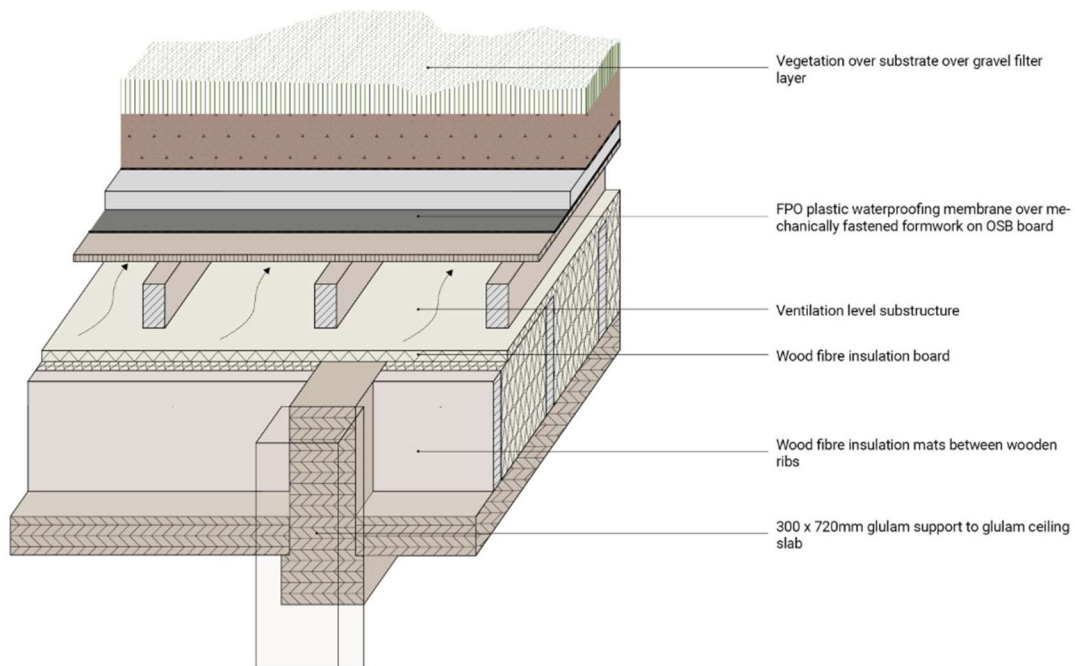 Vegetation over substrate over gravel filter
layer
FPO plastic waterproofing membrane over me-
chanically fastened formwork on OSB board
Ventilation level substructure
Wood fibre insulation board
Wood fibre insulation mats between wooden
ribs
300 x 720mm glulam support to glulam ceiling
slab